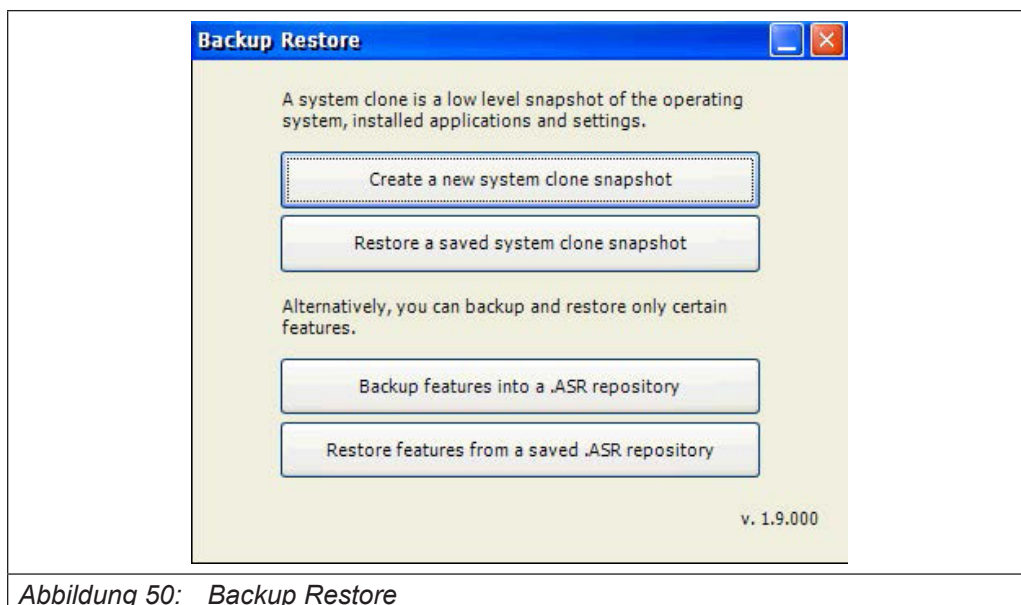 Backup Restore
A system clone is a low level snapshot of the operating
system, installed applications and settings.
Create a new system clone snapshot
Restore a saved system clone snapshot
Alternatively, you can backup and restore only certain
features.
Backup features into a .ASR repository
Restore features from a saved .ASR repository
v. 1.9.000
Abbildung 50: Backup Restore